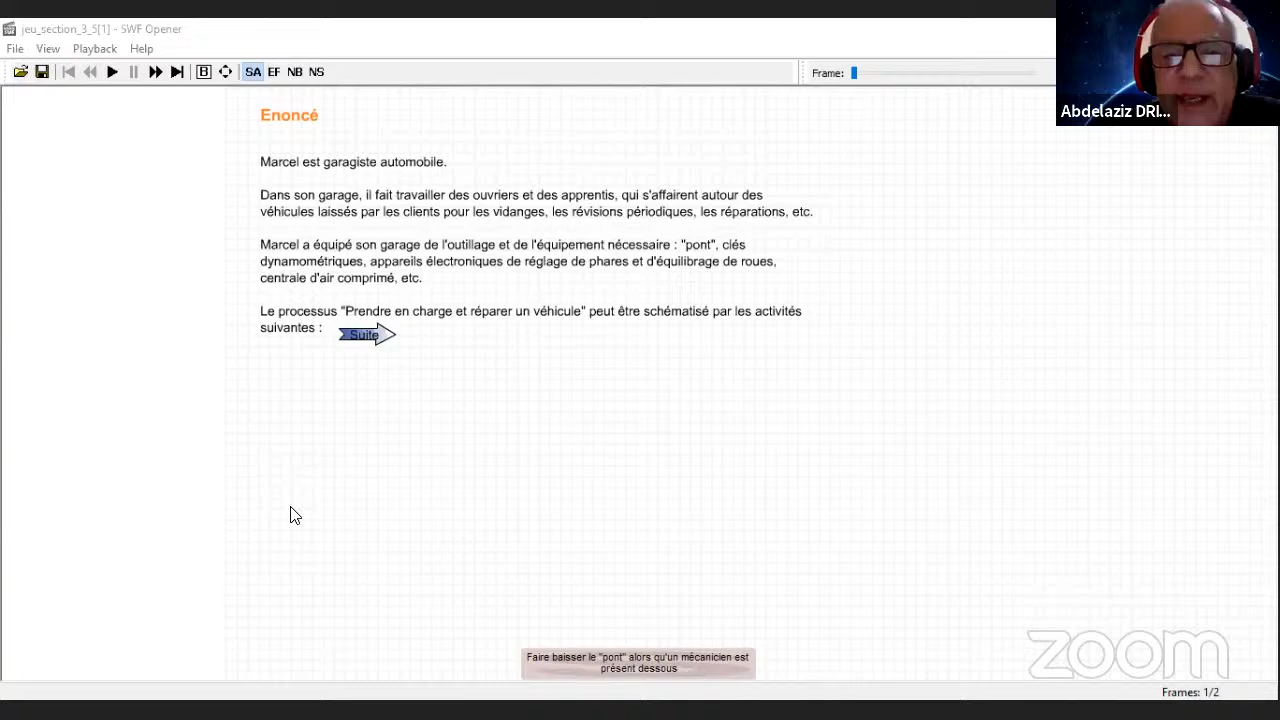 jeu_section_3_5[1] - SWF Opener
File View Playback Help
B SA EF NB NS Frame:
Abdelaziz DRI...
Enoncé
Marcel est garagiste automobile.
Dans son garage, il fait travailler des ouvriers et des apprentis, qui s'affairent autour des
véhicules laissés par les clients pour les vidanges, les révisions périodiques, les réparations, etc.
Marcel a équipé son garage de l'outillage et de l'équipement nécessaire : "pont", clés
dynamométriques, appareils électroniques de réglage de phares et d'équilibrage de roues,
centrale d'air comprimé, etc.
Le processus "Prendre en charge et réparer un véhicule" peut être schématisé par les activités
suivantes :
Suite
Faire baisser le "pont" alors qu'un mécanicien est
présent dessous
zoom
Frames: 1/2